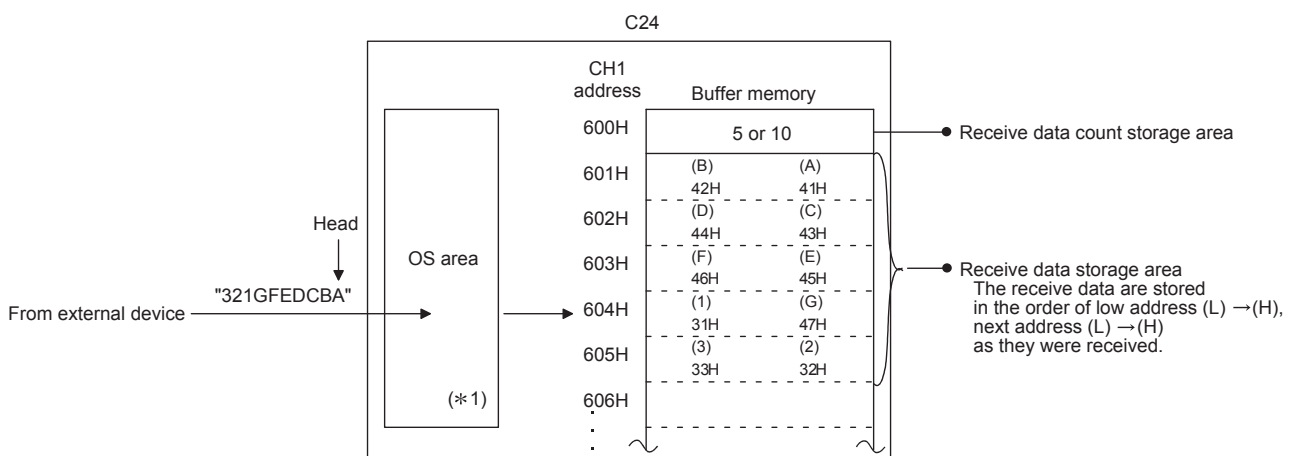 C24
CH1
address
Buffer memory
600H
5 or 10
Receive data count storage area
601H
(B) (A)
42H 41H
602H
(D) (C)
44H 43H
Head
OS area
603H
(F) (E)
46H 45H
Receive data storage area
The receive data are stored
in the order of low address (L) →(H),
next address (L) →(H)
as they were received.
"321GFEDCBA"
From external device
604H
(1) (G)
31H 47H
605H
(3) (2)
33H 32H
(*1)
606H